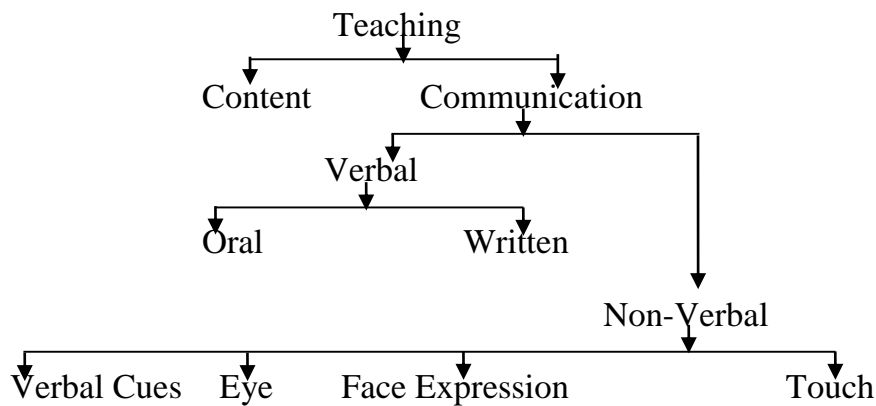 Teaching
Content Communication
Verbal
Oral Written
Non-Verbal
Verbal Cues Eye Face Expression Touch